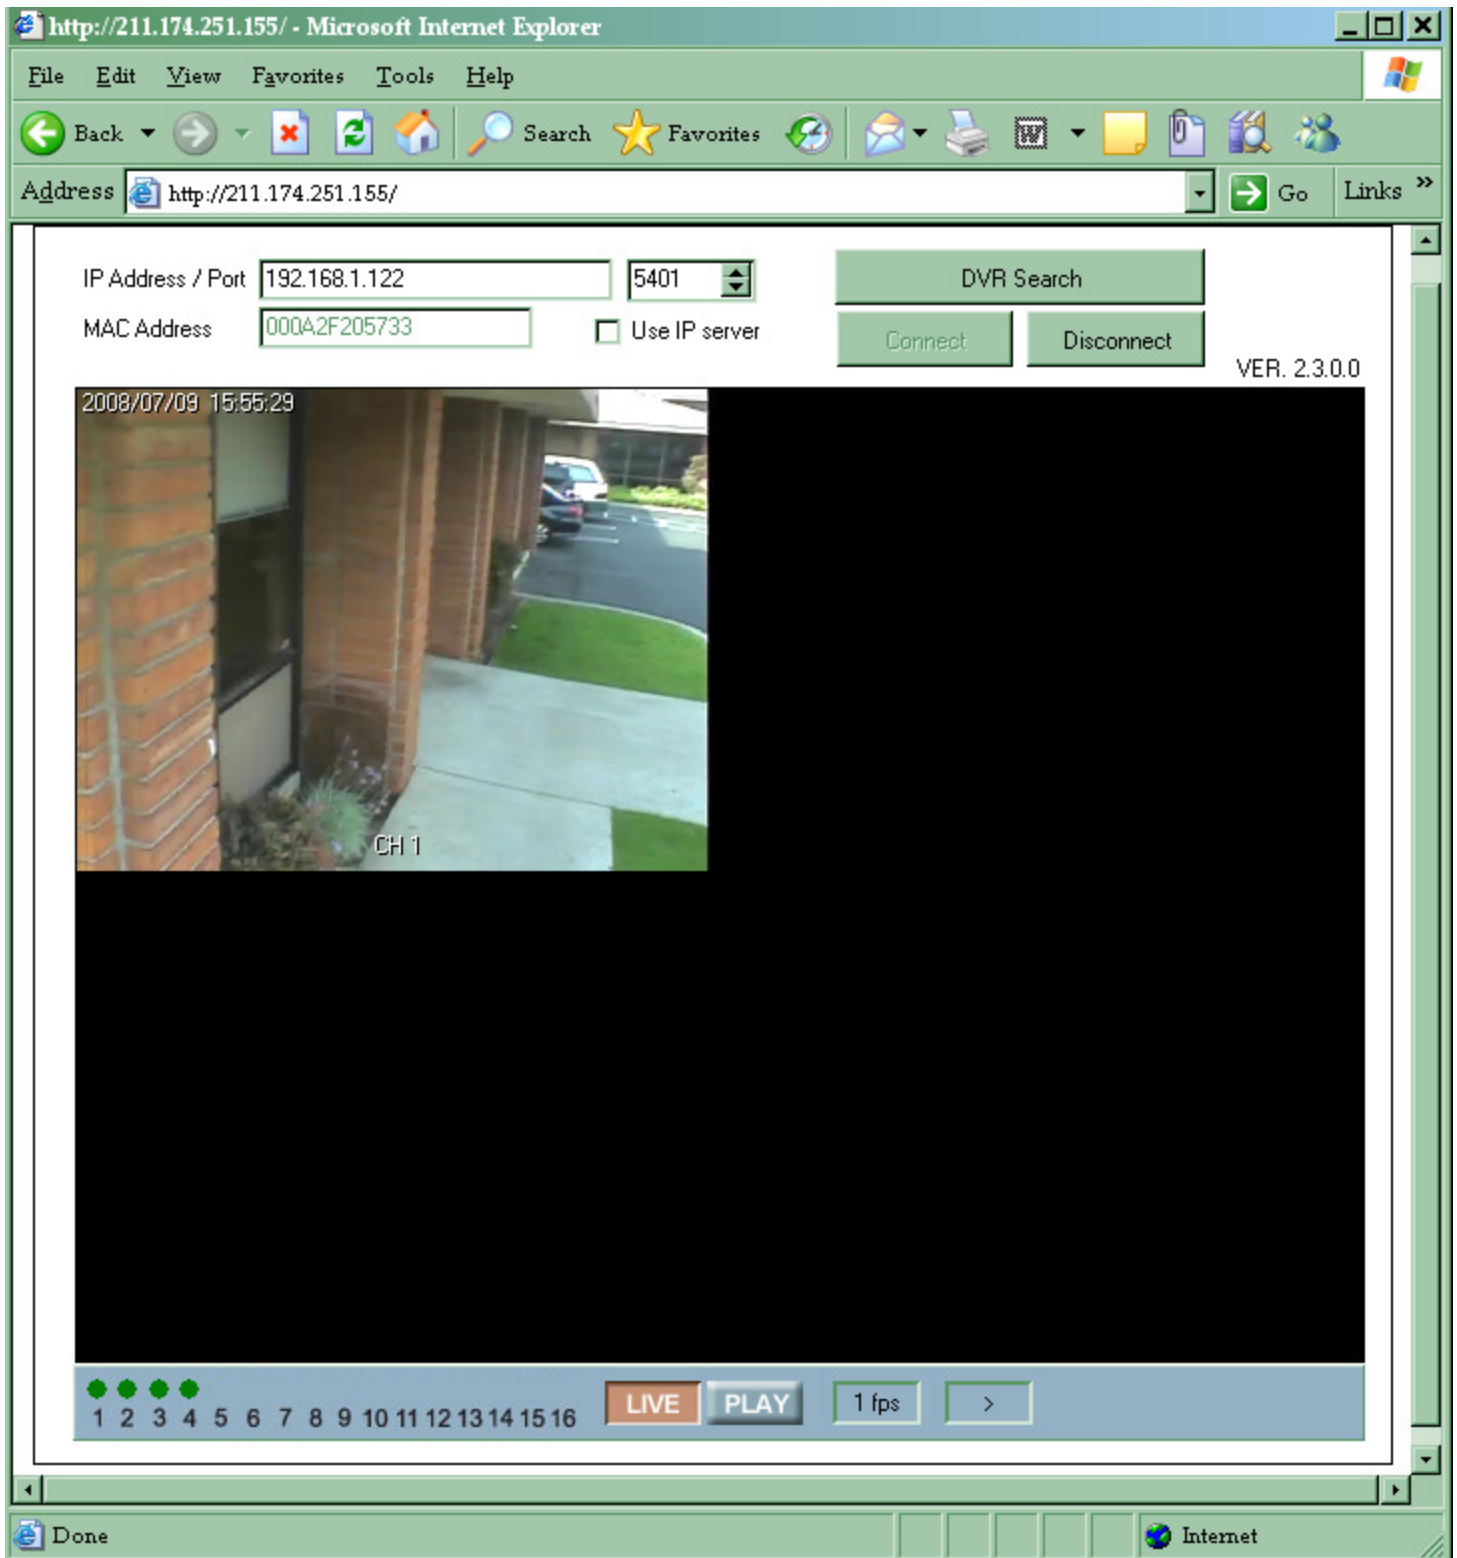 http://211.174.251.155/ - Microsoft Internet Explorer
File Edit View Favorites Tools Help
Back Search Favorites W
Address http://211.174.251.155/ Go Links »
IP Address / Port 192.168.1.122 5401 DVR Search
MAC Address 000A2F205733 Use IP server Connect Disconnect
VER. 2.3.0.0
2008/07/09 15:55:29
CH 1
1 2 3 4 5 6 7 8 9 10 11 12 13 14 15 16 LIVE PLAY 1 fps >
Done Internet